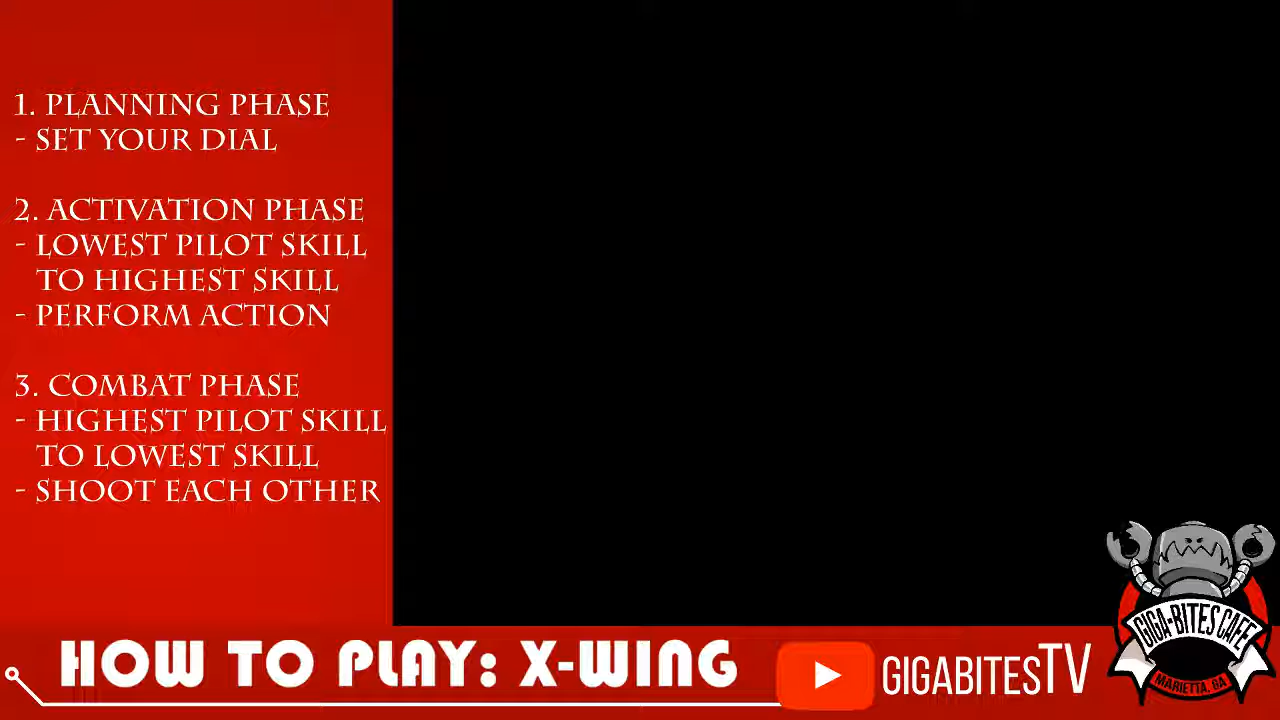 1. PLANNING PHASE
- SET YOUR DIAL
2. ACTIVATION PHASE
- LOWEST PILOT SKILL
TO HIGHEST SKILL
- PERFORM ACTION
3. COMBAT PHASE
- HIGHEST PILOT SKILL
TO LOWEST SKILL
- SHOOT EACH OTHER
HOW TO PLAY: X-WING
GIGABITESTV
GIGA-BITES CAFE
MARIETTA, GA